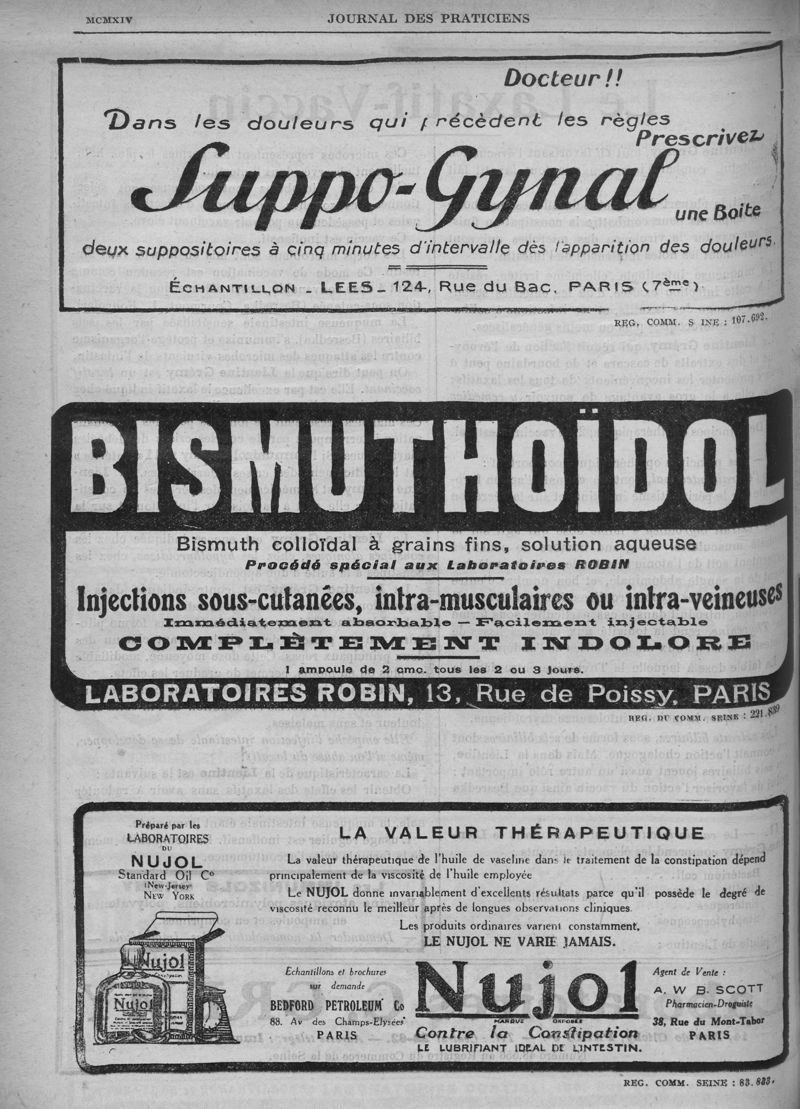 MCMXIV
JOURNAL DES PRATICIENS
Docteur !!
Dans les douleurs qui précèdent les règles
Prescrivez
Suppo-Gynal
une Boite
deux suppositoires à cinq minutes d'intervalle dès l'apparition des douleurs.
ÉCHANTILLON - LEES - 124, Rue du Bac, PARIS (7ème)
REG. COMM. S INE : 107.692.
BISMUTHOÏDOL
Bismuth colloïdal à grains fins, solution aqueuse
Procédé spécial aux Laboratoires ROBIN
Injections sous-cutanées, intra-musculaires ou intra-veineuses
Immédiatement absorbable — Facilement injectable
COMPLÈTEMENT INDOLORE
1 ampoule de 2 cmc. tous les 2 ou 3 jours.
LABORATOIRES ROBIN, 13, Rue de Poissy, PARIS
REG. DU COMM. SEINE : 221.839
Préparé par les
LABORATOIRES
DU
NUJOL
Standard Oil Co
(New-Jersey)
NEW YORK
Nujol
Nujol
LA VALEUR THÉRAPEUTIQUE
La valeur thérapeutique de l'huile de vaseline dans le traitement de la constipation dépend
principalement de la viscosité de l'huile employée
Le NUJOL donne invariablement d'excellents résultats parce qu'il possède le degré de
viscosité reconnu le meilleur après de longues observations cliniques.
Les produits ordinaires varient constamment,
LE NUJOL NE VARIE JAMAIS.
Echantillons et brochures
sur demande
BEDFORD PETROLEUM Co
88. Av des Champs-Elysées
PARIS
Nujol
MARQUE DÉPOSÉE
Contre la Constipation
LE LUBRIFIANT IDEAL DE L'INTESTIN.
Agent de Vente :
A. W B. SCOTT
Pharmacien-Droguiste
38, Rue du Mont-Tabor
PARIS
REG. COMM. SEINE : 83.833.